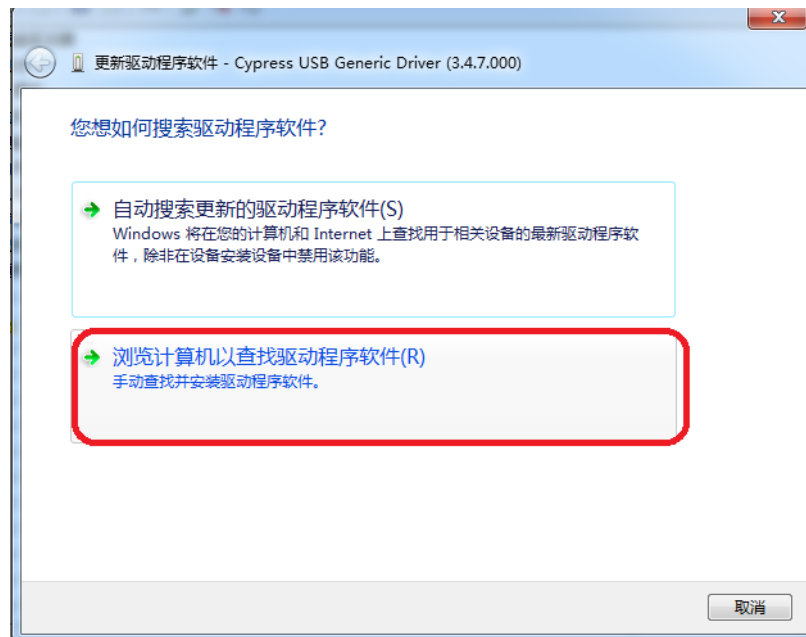 更新驱动程序软件 - Cypress USB Generic Driver (3.4.7.000)
您想如何搜索驱动程序软件?
自动搜索更新的驱动程序软件(S)
Windows 将在您的计算机和 Internet 上查找用于相关设备的最新驱动程序软
件，除非在设备安装设备中禁用该功能。
浏览计算机以查找驱动程序软件(R)
手动查找并安装驱动程序软件。
取消